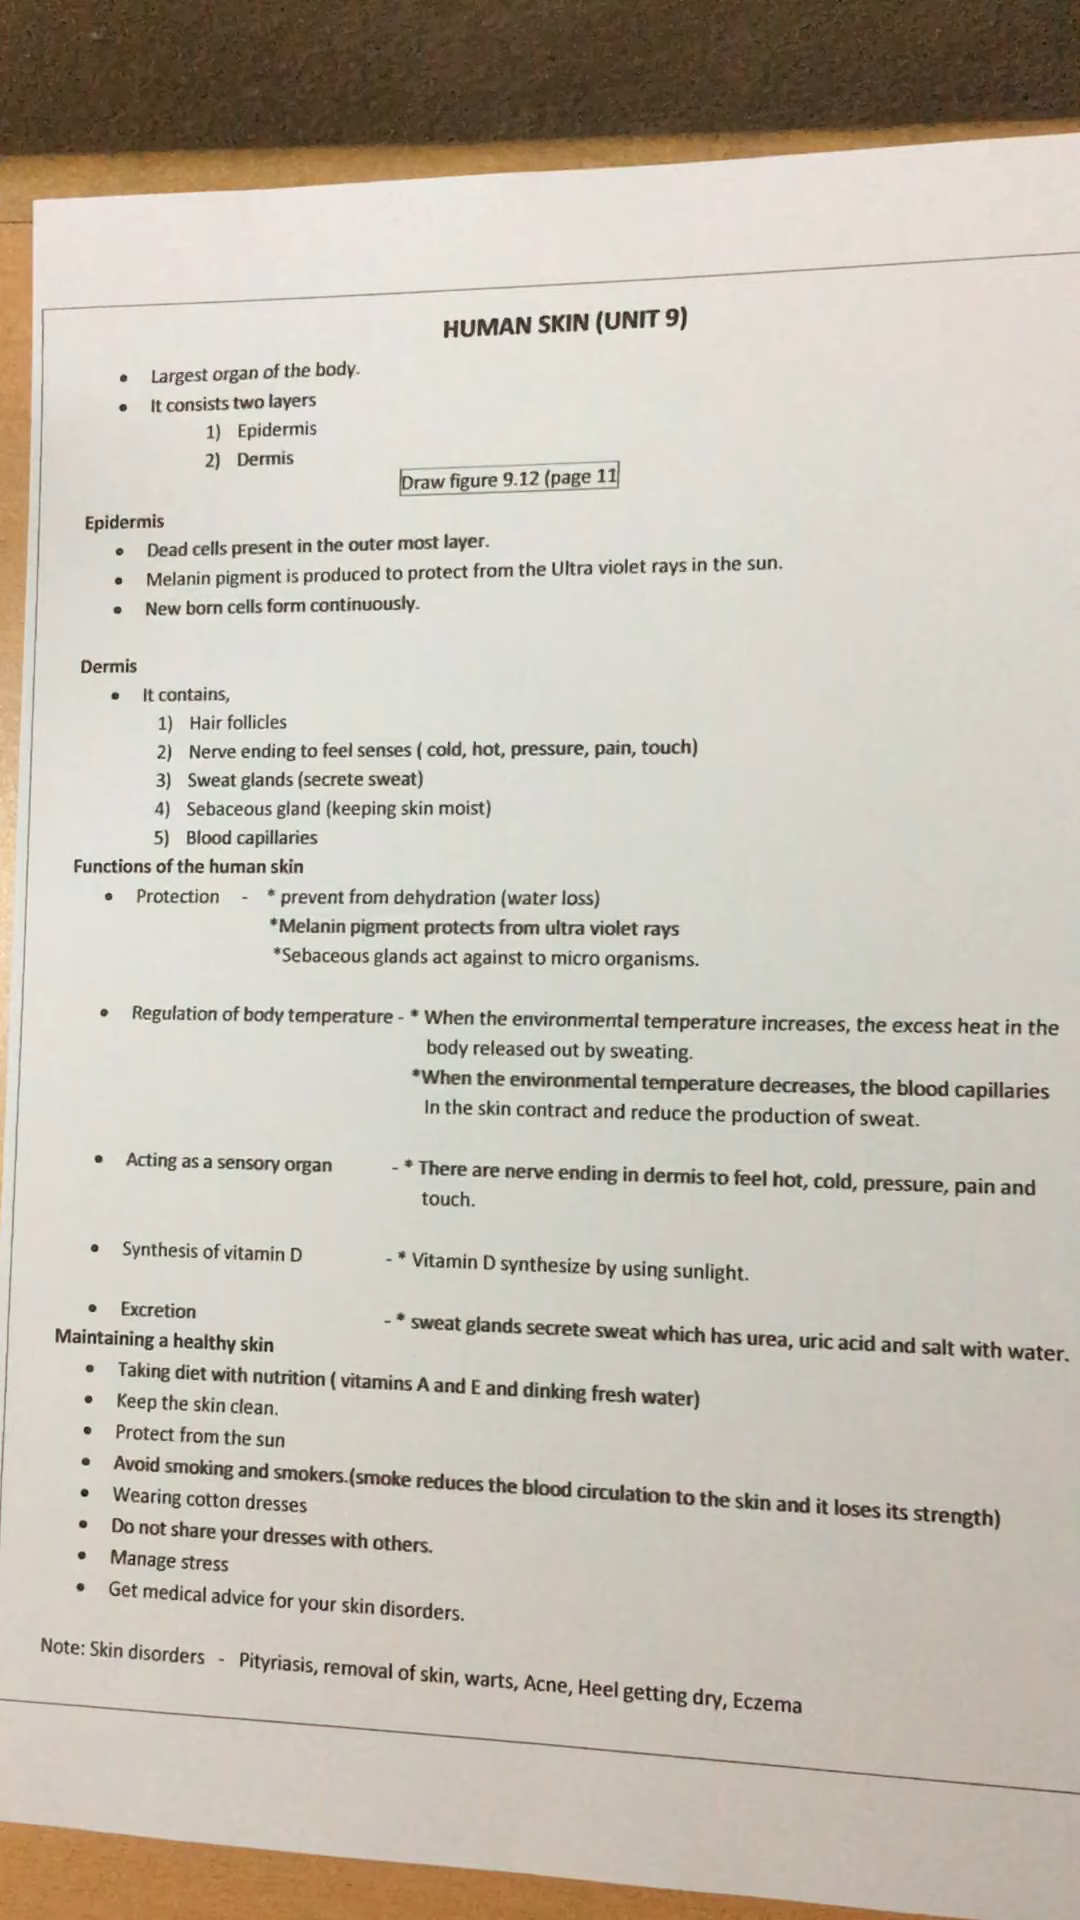 HUMAN SKIN (UNIT 9)
• Largest organ of the body.
• It consists two layers
1) Epidermis
2) Dermis
Draw figure 9.12 (page 11
Epidermis
• Dead cells present in the outer most layer.
• Melanin pigment is produced to protect from the Ultra violet rays in the sun.
• New born cells form continuously.
Dermis
• It contains,
1) Hair follicles
2) Nerve ending to feel senses ( cold, hot, pressure, pain, touch)
3) Sweat glands (secrete sweat)
4) Sebaceous gland (keeping skin moist)
5) Blood capillaries
Functions of the human skin
• Protection - * prevent from dehydration (water loss)
*Melanin pigment protects from ultra violet rays
*Sebaceous glands act against to micro organisms.
• Regulation of body temperature - * When the environmental temperature increases, the excess heat in the
body released out by sweating.
*When the environmental temperature decreases, the blood capillaries
In the skin contract and reduce the production of sweat.
• Acting as a sensory organ - * There are nerve ending in dermis to feel hot, cold, pressure, pain and
touch.
• Synthesis of vitamin D - * Vitamin D synthesize by using sunlight.
• Excretion - * sweat glands secrete sweat which has urea, uric acid and salt with water.
Maintaining a healthy skin
• Taking diet with nutrition ( vitamins A and E and dinking fresh water)
• Keep the skin clean.
• Protect from the sun
• Avoid smoking and smokers.(smoke reduces the blood circulation to the skin and it loses its strength)
• Wearing cotton dresses
• Do not share your dresses with others.
• Manage stress
• Get medical advice for your skin disorders.
Note: Skin disorders - Pityriasis, removal of skin, warts, Acne, Heel getting dry, Eczema